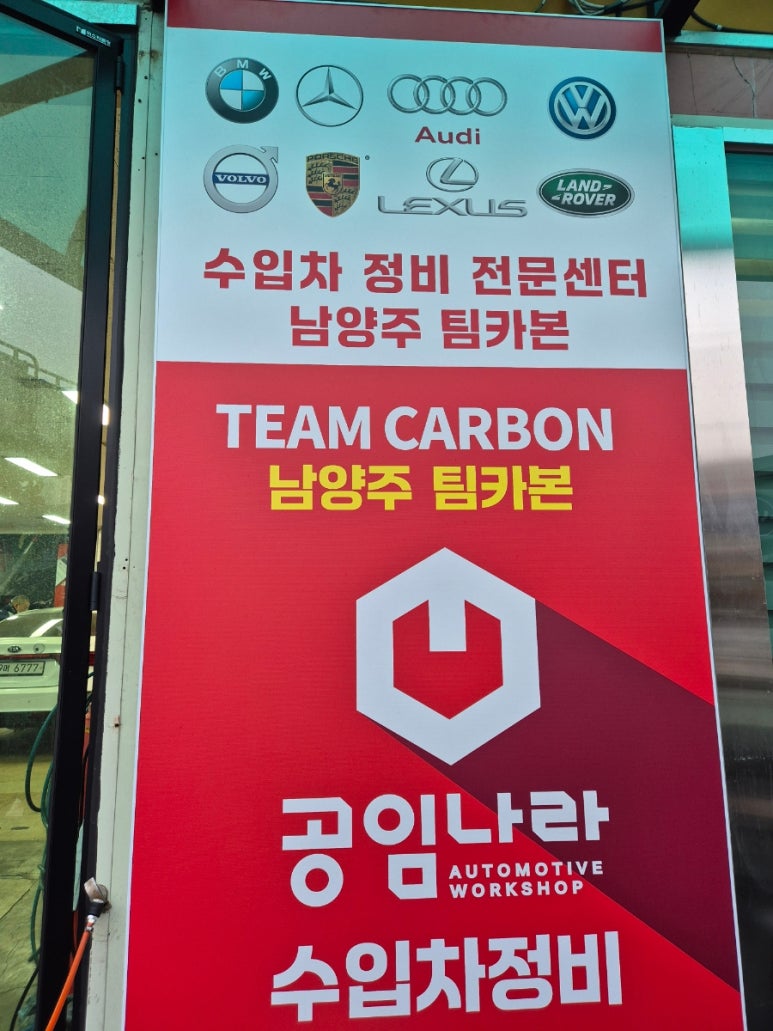 BMW
Audi
VOLVO
PORSCHE
LEXUS
LAND ROVER
수입차 정비 전문센터
남양주 팀카본
TEAM CARBON
남양주 팀카본
KIA
6777
공임나라
AUTOMOTIVE
WORKSHOP
수입차정비